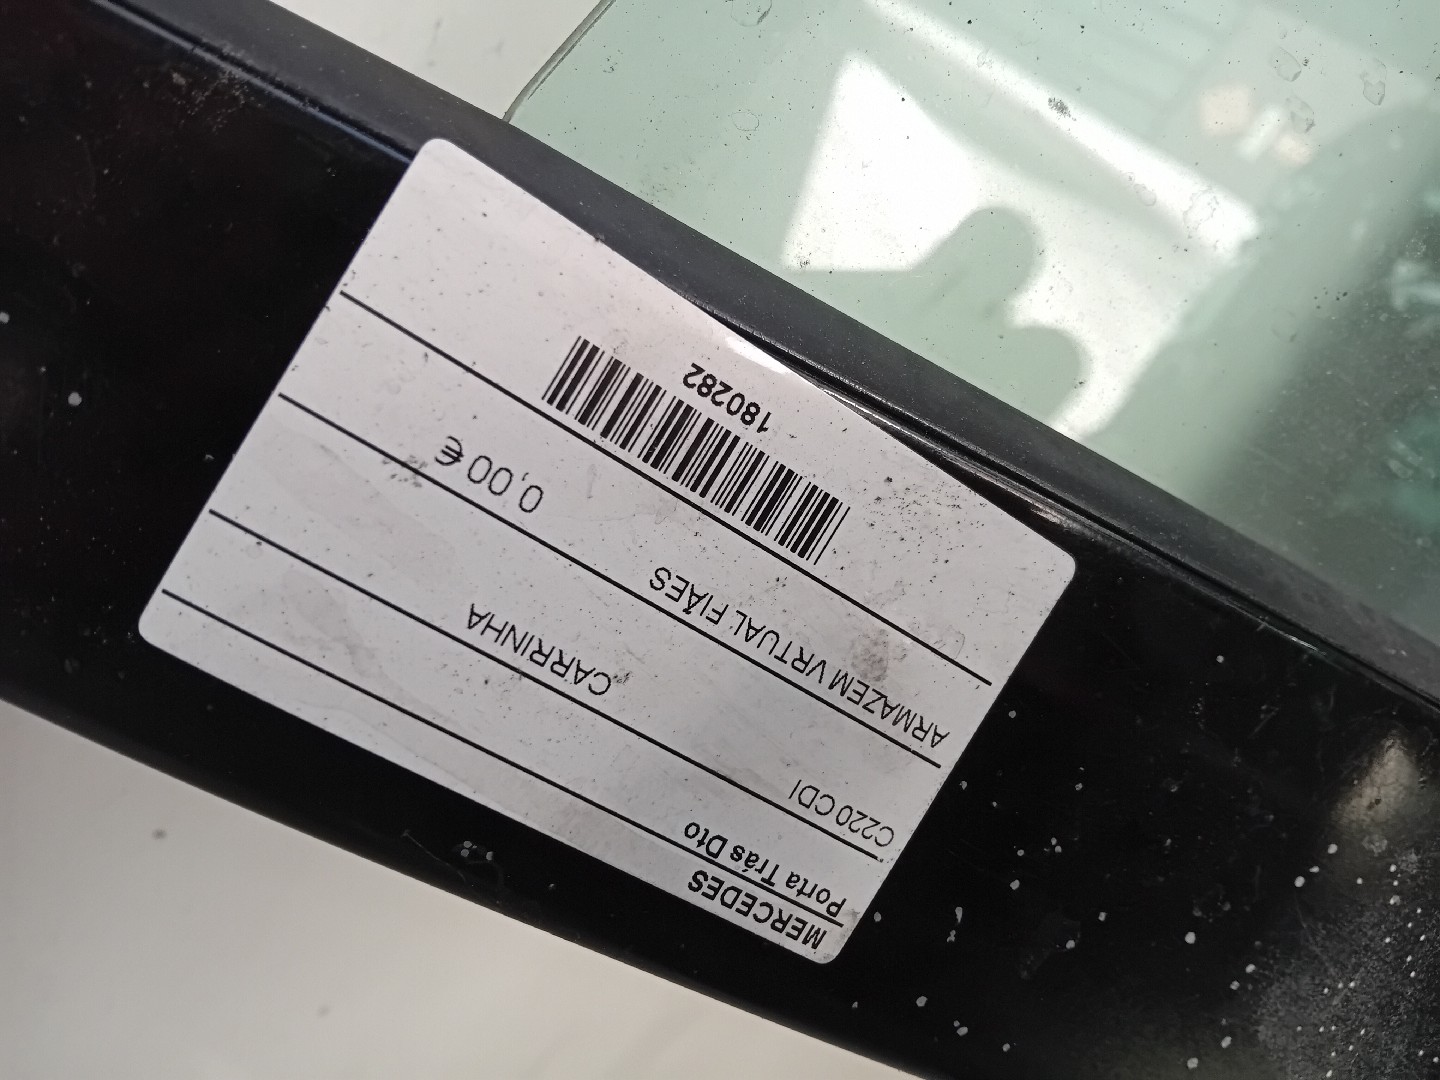 MERCEDES
Porta Trás Dto
C220 CDI
CARRINHA
ARMAZEM VRTUAL FIÃES
0,00 €
180282